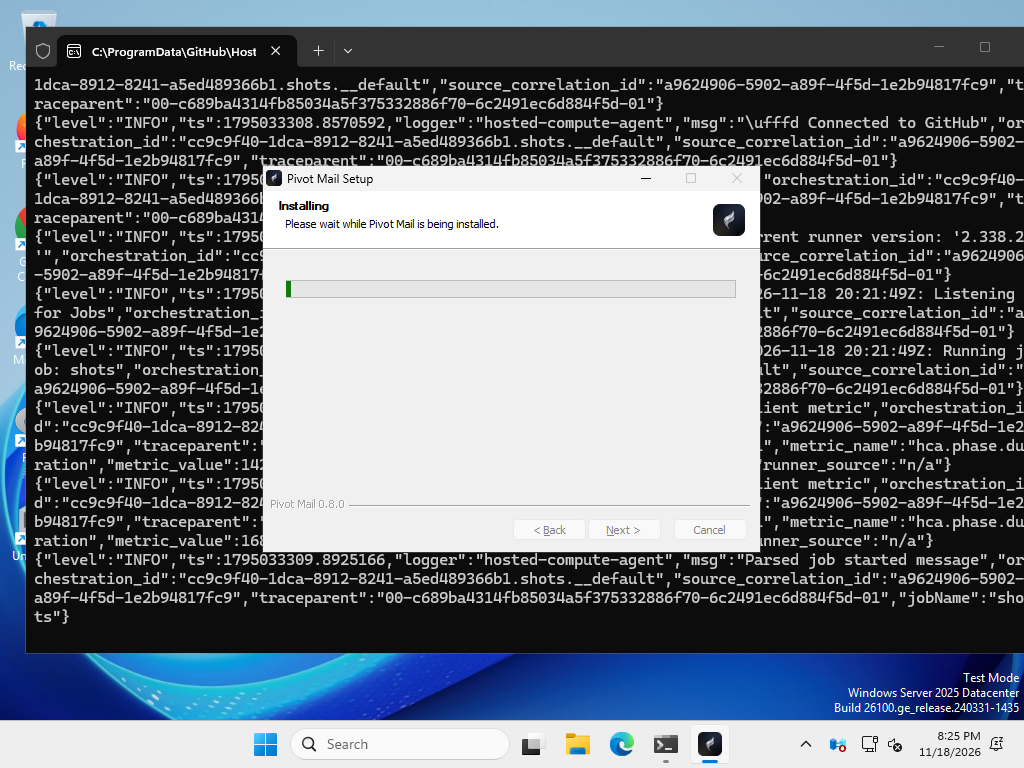 C:\ProgramData\GitHub\Host
1dca-8912-8241-a5ed489366b1.shots.__default","source_correlation_id":"a9624906-5902-a89f-4f5d-1e2b94817fc9","t
raceparent":"00-c689ba4314fb85034a5f375332886f70-6c2491ec6d884f5d-01"}
{"level":"INFO","ts":1795033308.8570592,"logger":"hosted-compute-agent","msg":"\ufffd Connected to GitHub","or
chestration_id":"cc9c9f40-1dca-8912-8241-a5ed489366b1.shots.__default","source_correlation_id":"a9624906-5902-
a89f-4f5d-1e2b94817fc9","traceparent":"00-c689ba4314fb85034a5f375332886f70-6c2491ec6d884f5d-01"}
{"level":"INFO","ts":1795 "orchestration_id":"cc9c9f40-
1dca-8912-8241-a5ed489366 a9624906-5902-a89f-4f5d-1e2b94817fc9","t
raceparent":"00-c689ba431
{"level":"INFO","ts":1795 rrent runner version: '2.338.2
'","orchestration_id":"cc urce_correlation_id":"a9624906
-5902-a89f-4f5d-1e2b94817 2491ec6d884f5d-01"}
{"level":"INFO","ts":1795 26-11-18 20:21:49Z: Listening
for Jobs","orchestration_i lt","source_correlation_id":"a
9624906-5902-a89f-4f5d-1e2 86f70-6c2491ec6d884f5d-01"}
{"level":"INFO","ts":1795 26-11-18 20:21:49Z: Running j
ob: shots","orchestration_ lt","source_correlation_id":"
a9624906-5902-a89f-4f5d-1e 2886f70-6c2491ec6d884f5d-01"}
{"level":"INFO","ts":1795 ient metric","orchestration_i
d":"cc9c9f40-1dca-8912-82 "a9624906-5902-a89f-4f5d-1e2
b94817fc9","traceparent": ","metric_name":"hca.phase.du
ration","metric_value":142 runner_source":"n/a"}
{"level":"INFO","ts":1795 ient metric","orchestration_i
d":"cc9c9f40-1dca-8912-82 "a9624906-5902-a89f-4f5d-1e2
b94817fc9","traceparent": ","metric_name":"hca.phase.du
ration","metric_value":168 unner_source":"n/a"}
{"level":"INFO","ts":1795033309.8925166,"logger":"hosted-compute-agent","msg":"Parsed job started message","or
chestration_id":"cc9c9f40-1dca-8912-8241-a5ed489366b1.shots.__default","source_correlation_id":"a9624906-5902-
a89f-4f5d-1e2b94817fc9","traceparent":"00-c689ba4314fb85034a5f375332886f70-6c2491ec6d884f5d-01","jobName":"sho
ts"}
Pivot Mail Setup
Installing
Please wait while Pivot Mail is being installed.
Pivot Mail 0.8.0
< Back
Next >
Cancel
Test Mode
Windows Server 2025 Datacenter
Build 26100.ge_release.240331-1435
Search
8:25 PM
11/18/2026